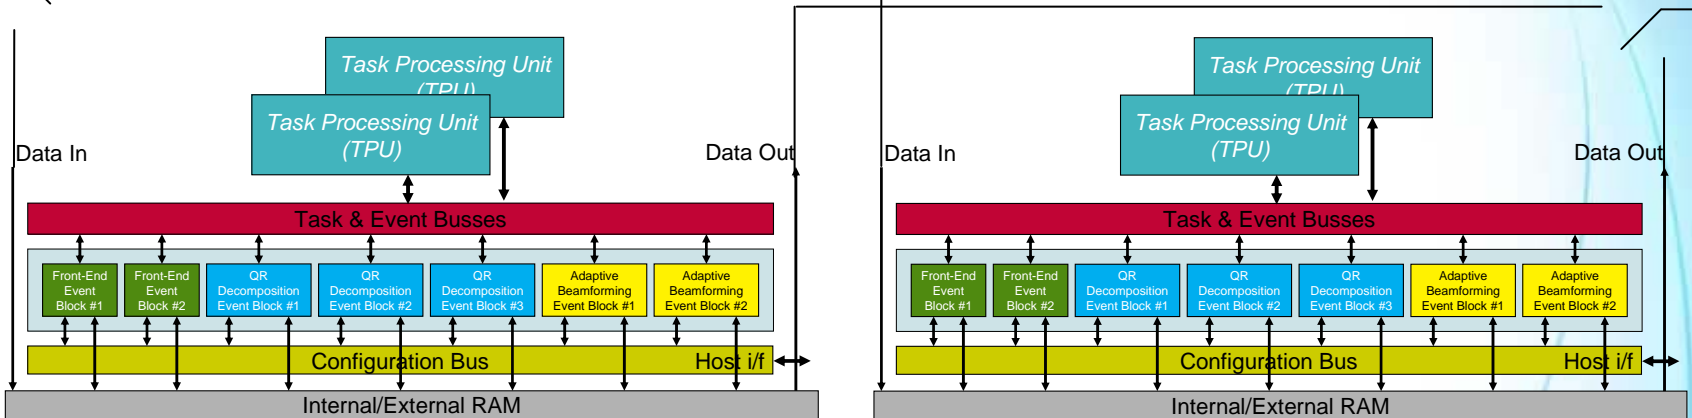 Task Processing Unit
(TPU)
Task Processing Unit
(TPU)
Data In
Data Out
Task & Event Busses
Front-End
Event
Block #1
Front-End
Event
Block #2
QR
Decomposition
Event Block #1
QR
Decomposition
Event Block #2
QR
Decomposition
Event Block #3
Adaptive
Beamforming
Event Block #1
Adaptive
Beamforming
Event Block #2
Configuration Bus
Host i/f
Internal/External RAM
Task Processing Unit
(TPU)
Task Processing Unit
(TPU)
Data In
Data Out
Task & Event Busses
Front-End
Event
Block #1
Front-End
Event
Block #2
QR
Decomposition
Event Block #1
QR
Decomposition
Event Block #2
QR
Decomposition
Event Block #3
Adaptive
Beamforming
Event Block #1
Adaptive
Beamforming
Event Block #2
Configuration Bus
Host i/f
Internal/External RAM